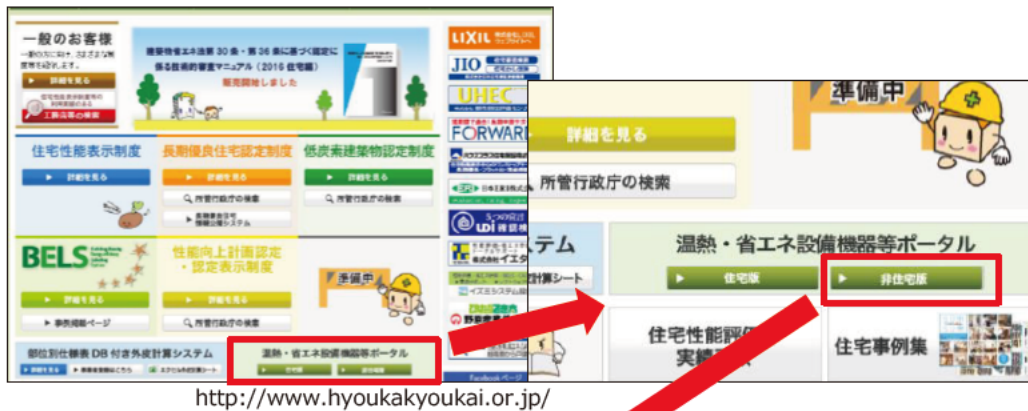 一般のお客様
詳細を見る
工務店等の検索
建築物省エネ法第 30 条・第 36 条に基づく認定に
係る技術的審査マニュアル（2016 住宅編）
販売開始しました
LIXIL
JIO
UHEC
FORWARD
住宅性能表示制度
長期優良住宅認定制度
低炭素建築物認定制度
詳細を見る
詳細を見る
詳細を見る
所管行政庁の検索
所管行政庁の検索
BELS
性能向上計画認定
・認定表示制度
準備中
詳細を見る
詳細を見る
事例掲載ページ
所管行政庁の検索
部位別仕様表 DB 付き外皮計算システム
温熱・省エネ設備機器等ポータル
住宅版
非住宅版
Facebook ページ
準備中
詳細を見る
所管行政庁の検索
テム
計算シート
温熱・省エネ設備機器等ポータル
住宅版
非住宅版
住宅性能評価
実績
住宅事例集
http://www.hyoukakyoukai.or.jp/